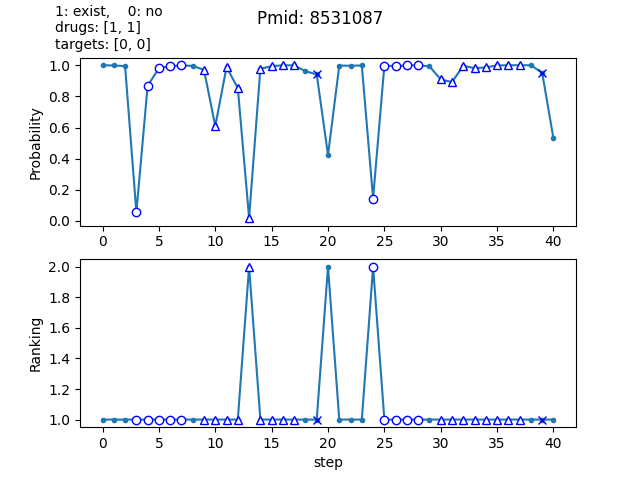 1: exist,    0: no
drugs: [1, 1]
targets: [0, 0]
Pmid: 8531087
Probability
1.0
0.8
0.6
0.4
0.2
0.0
0 5 10 15 20 25 30 35 40
Ranking
2.0
1.8
1.6
1.4
1.2
1.0
0 5 10 15 20 25 30 35 40
step